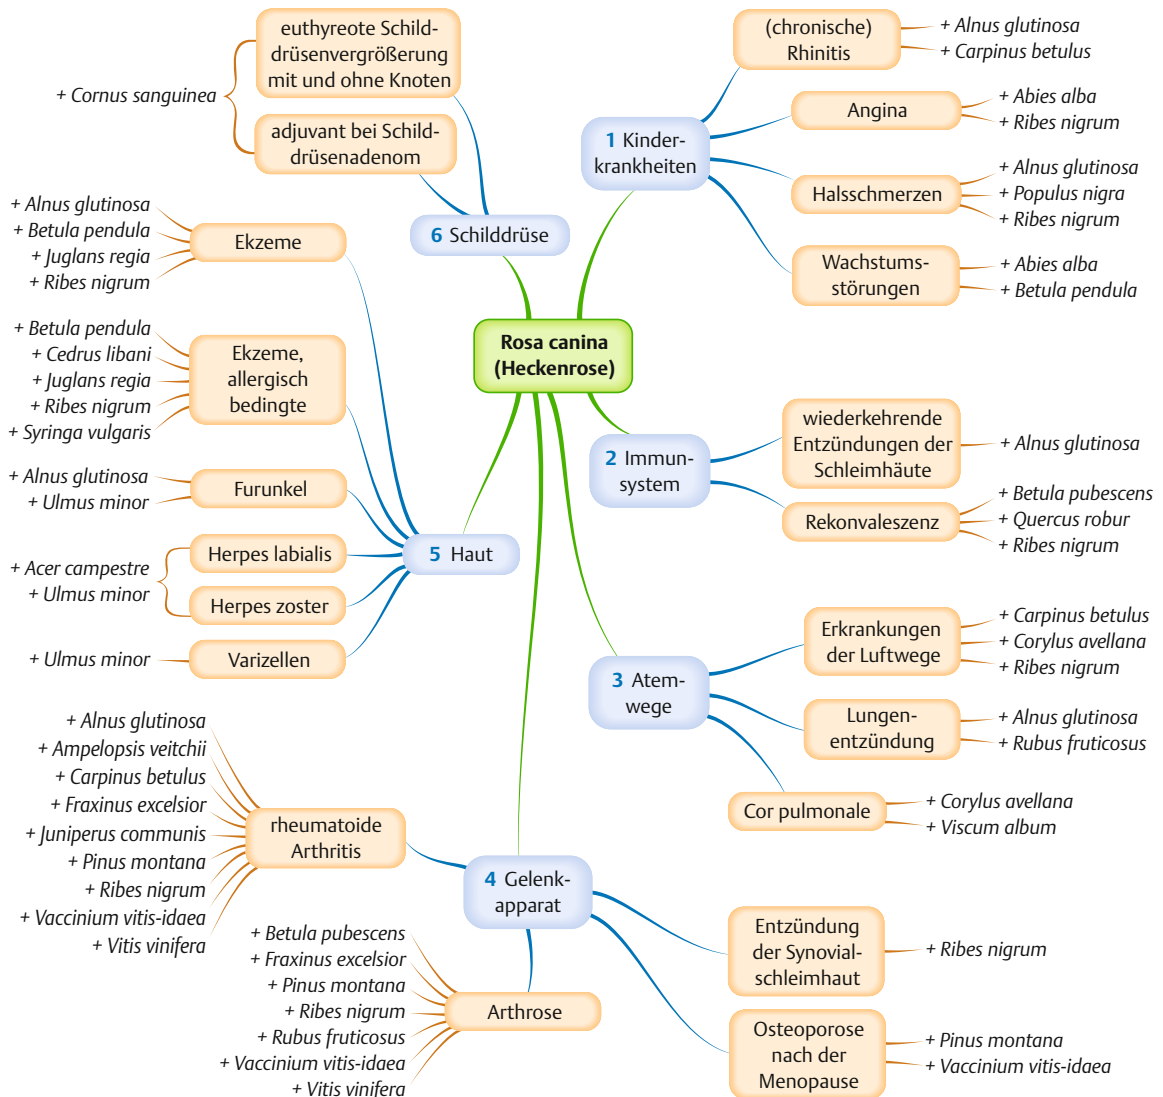 Rosa canina
(Heckenrose)
1 Kinder-
krankheiten
(chronische)
Rhinitis
+ Alnus glutinosa
+ Carpinus betulus
Angina
+ Abies alba
+ Ribes nigrum
Halsschmerzen
+ Alnus glutinosa
+ Populus nigra
+ Ribes nigrum
Wachstums-
störungen
+ Abies alba
+ Betula pendula
2 Immun-
system
wiederkehrende
Entzündungen der
Schleimhäute
+ Alnus glutinosa
Rekonvaleszenz
+ Betula pubescens
+ Quercus robur
+ Ribes nigrum
3 Atem-
wege
Erkrankungen
der Luftwege
+ Carpinus betulus
+ Corylus avellana
+ Ribes nigrum
Lungen-
entzündung
+ Alnus glutinosa
+ Rubus fruticosus
Cor pulmonale
+ Corylus avellana
+ Viscum album
4 Gelenk-
apparat
Entzündung
der Synovial-
schleimhaut
+ Ribes nigrum
Osteoporose
nach der
Menopause
+ Pinus montana
+ Vaccinium vitis-idaea
Arthrose
+ Betula pubescens
+ Fraxinus excelsior
+ Pinus montana
+ Ribes nigrum
+ Rubus fruticosus
+ Vaccinium vitis-idaea
+ Vitis vinifera
rheumatoide
Arthritis
+ Alnus glutinosa
+ Ampelopsis veitchii
+ Carpinus betulus
+ Fraxinus excelsior
+ Juniperus communis
+ Pinus montana
+ Ribes nigrum
+ Vaccinium vitis-idaea
+ Vitis vinifera
5 Haut
Ekzeme
+ Alnus glutinosa
+ Betula pendula
+ Juglans regia
+ Ribes nigrum
Ekzeme,
allergisch
bedingte
+ Betula pendula
+ Cedrus libani
+ Juglans regia
+ Ribes nigrum
+ Syringa vulgaris
Furunkel
+ Alnus glutinosa
+ Ulmus minor
Herpes labialis
Herpes zoster
+ Acer campestre
+ Ulmus minor
Varizellen
+ Ulmus minor
6 Schilddrüse
euthyreote Schild-
drüsenvergrößerung
mit und ohne Knoten
adjuvant bei Schild-
drüsenadenom
+ Cornus sanguinea